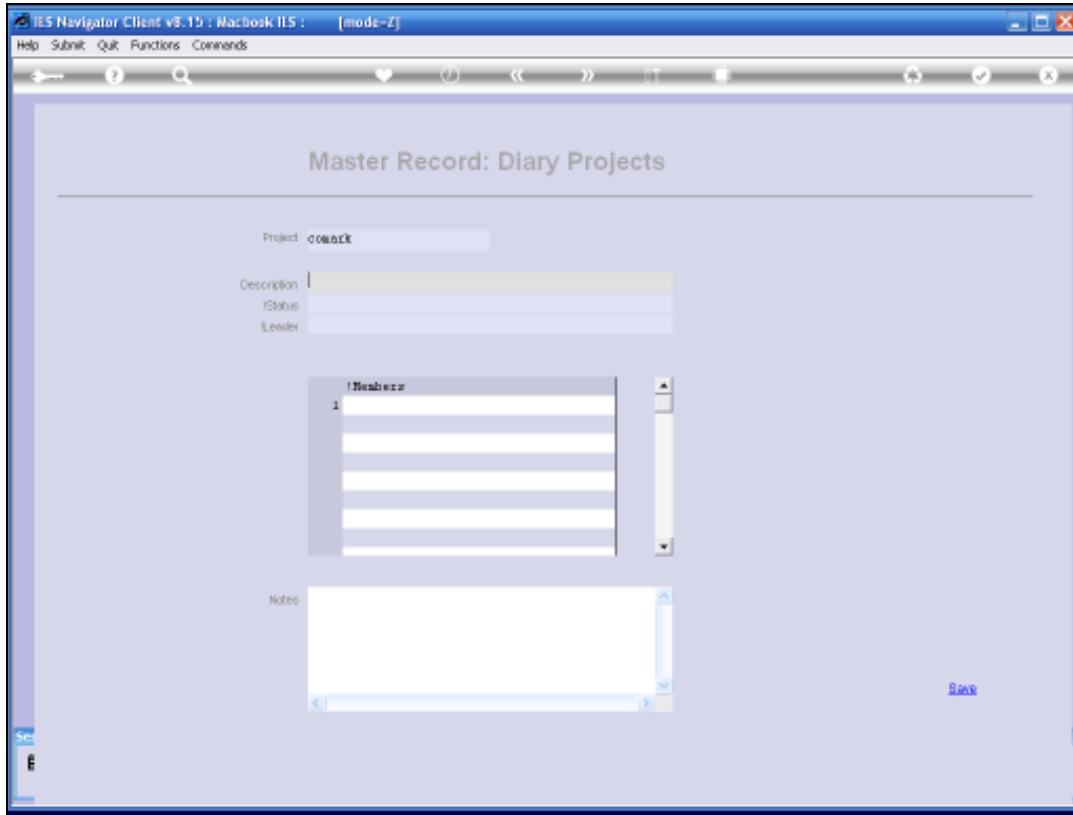 IES Navigator Client v8.15 : Macbook IES : [mode-Z]
Help Submit Quit Functions Commands
Master Record: Diary Projects
Project comark
Description
!Status
!Leader
!Members
1
Notes
Save